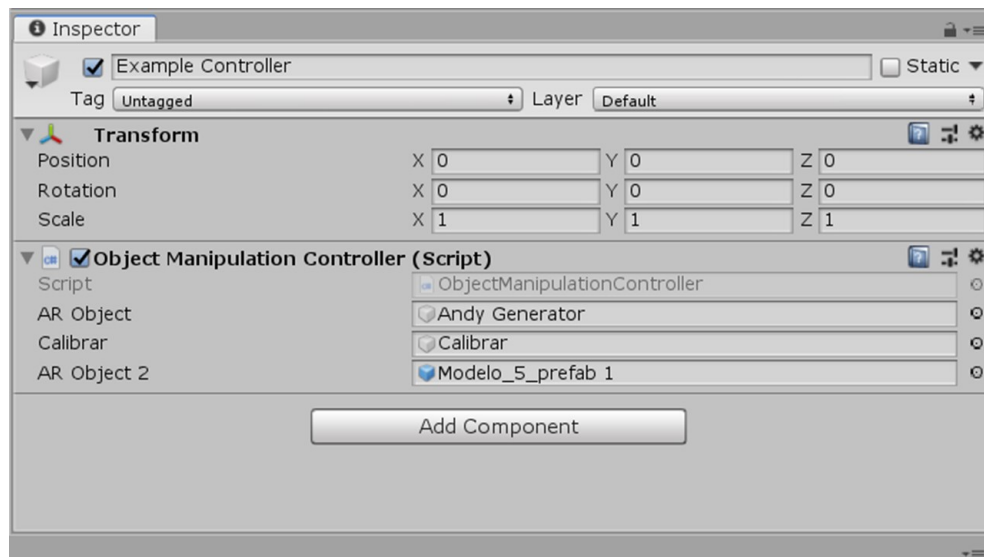 Inspector
Example Controller Static
Tag Untagged Layer Default
Transform
Position X 0 Y 0 Z 0
Rotation X 0 Y 0 Z 0
Scale X 1 Y 1 Z 1
c# Object Manipulation Controller (Script)
Script ObjectManipulationController
AR Object Andy Generator
Calibrar Calibrar
AR Object 2 Modelo_5_prefab 1
Add Component